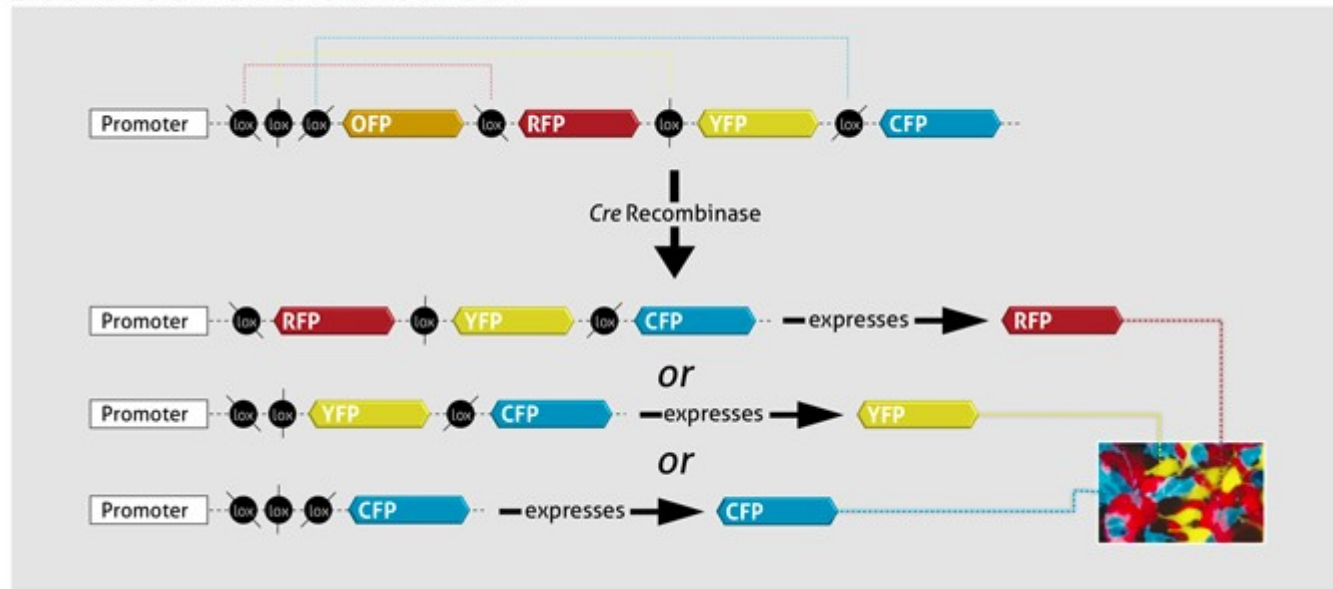 Promoter lox lox lox OFP lox RFP lox YFP lox CFP
Cre Recombinase
Promoter lox RFP lox YFP lox CFP expresses RFP
or
Promoter lox lox YFP lox CFP expresses YFP
or
Promoter lox lox lox CFP expresses CFP